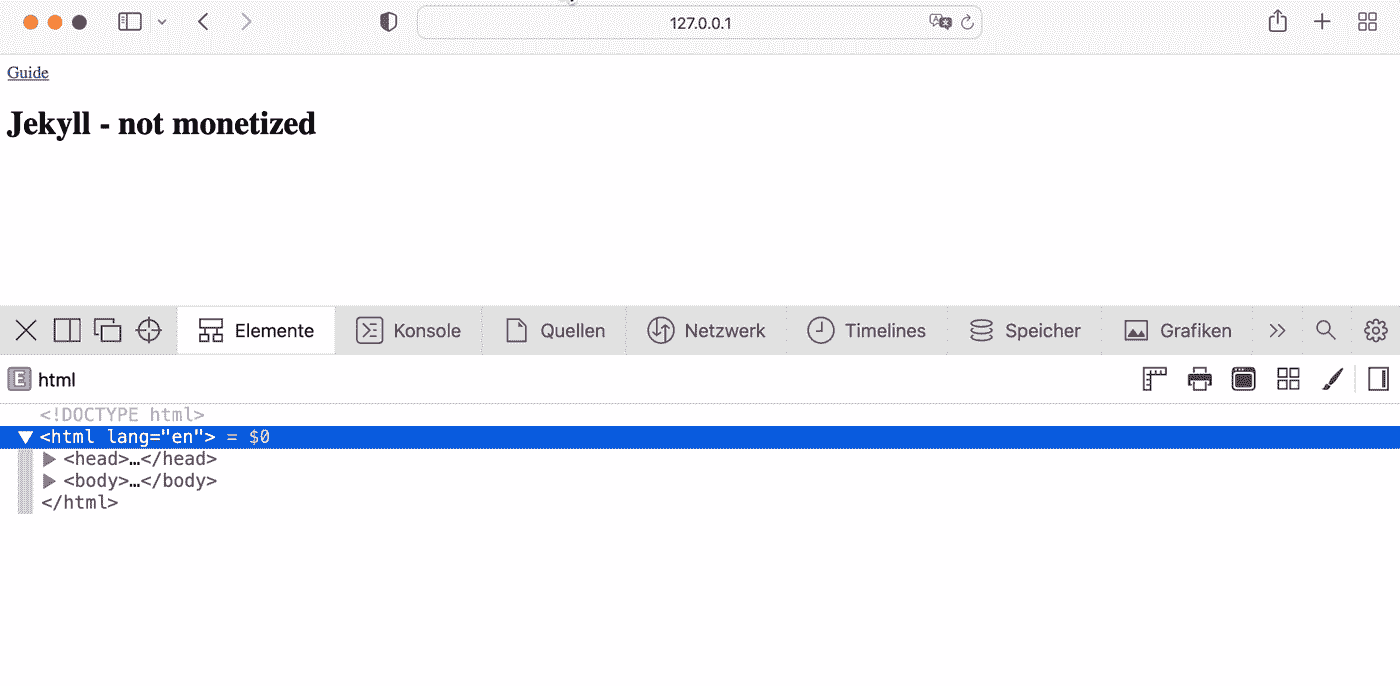 127.0.0.1
Guide
Jekyll - not monetized
Elemente Konsole Quellen Netzwerk Timelines Speicher Grafiken
E html
<!DOCTYPE html>
<html lang="en"> = $0
<head>…</head>
<body>…</body>
</html>